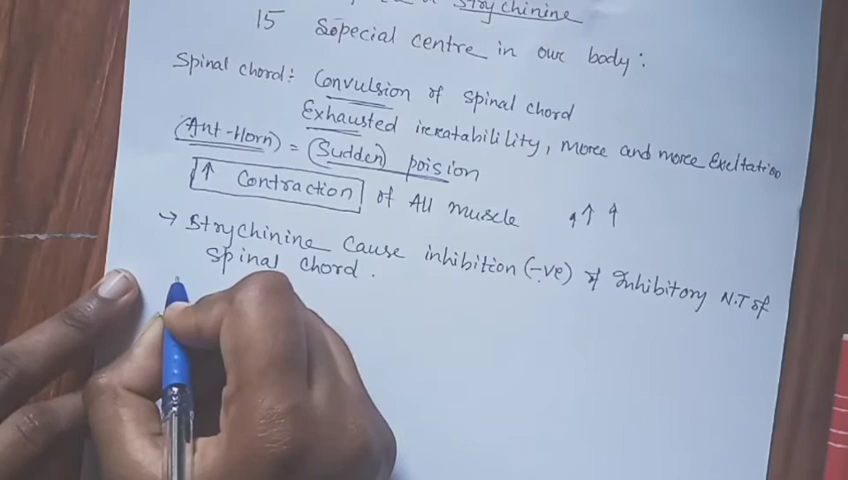 Strychinine
15 Sopecial centre in our body:
Spinal chord: Convulsion of Spinal chord
Exhausted irreatabilility, more and more Excitation
(Ant-Horn) = (Sudden) poision
↑ Contraction of All muscle ↑ ↑ ↑
→ Strychinine cause inhibition (-ve) of Inhibitory N.T of
Spinal chord.